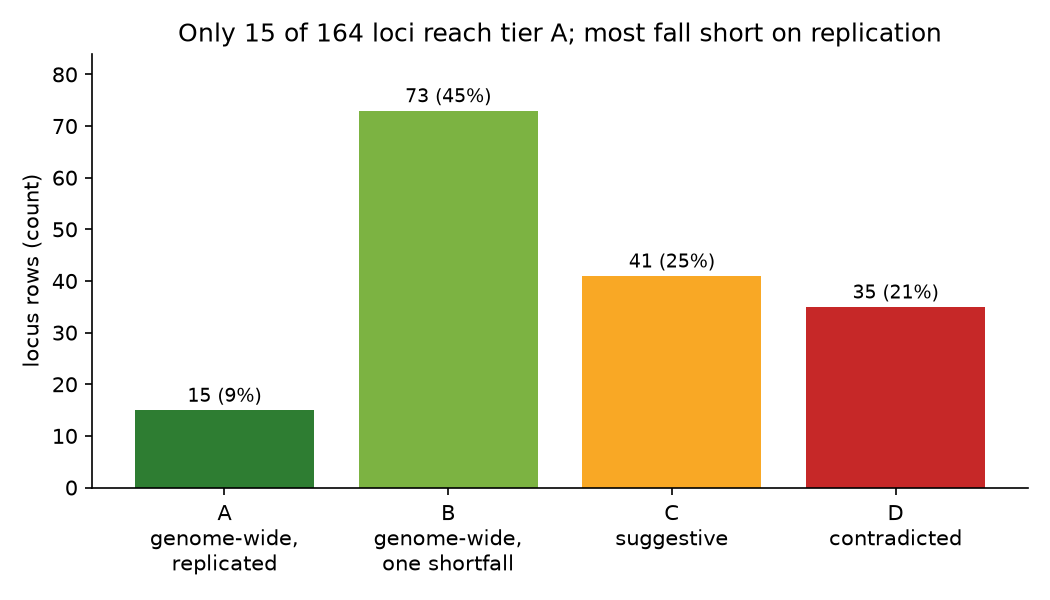 Only 15 of 164 loci reach tier A; most fall short on replication
locus rows (count)
80
70
60
50
40
30
20
10
0
15 (9%)
73 (45%)
41 (25%)
35 (21%)
A
genome-wide,
replicated
B
genome-wide,
one shortfall
C
suggestive
D
contradicted